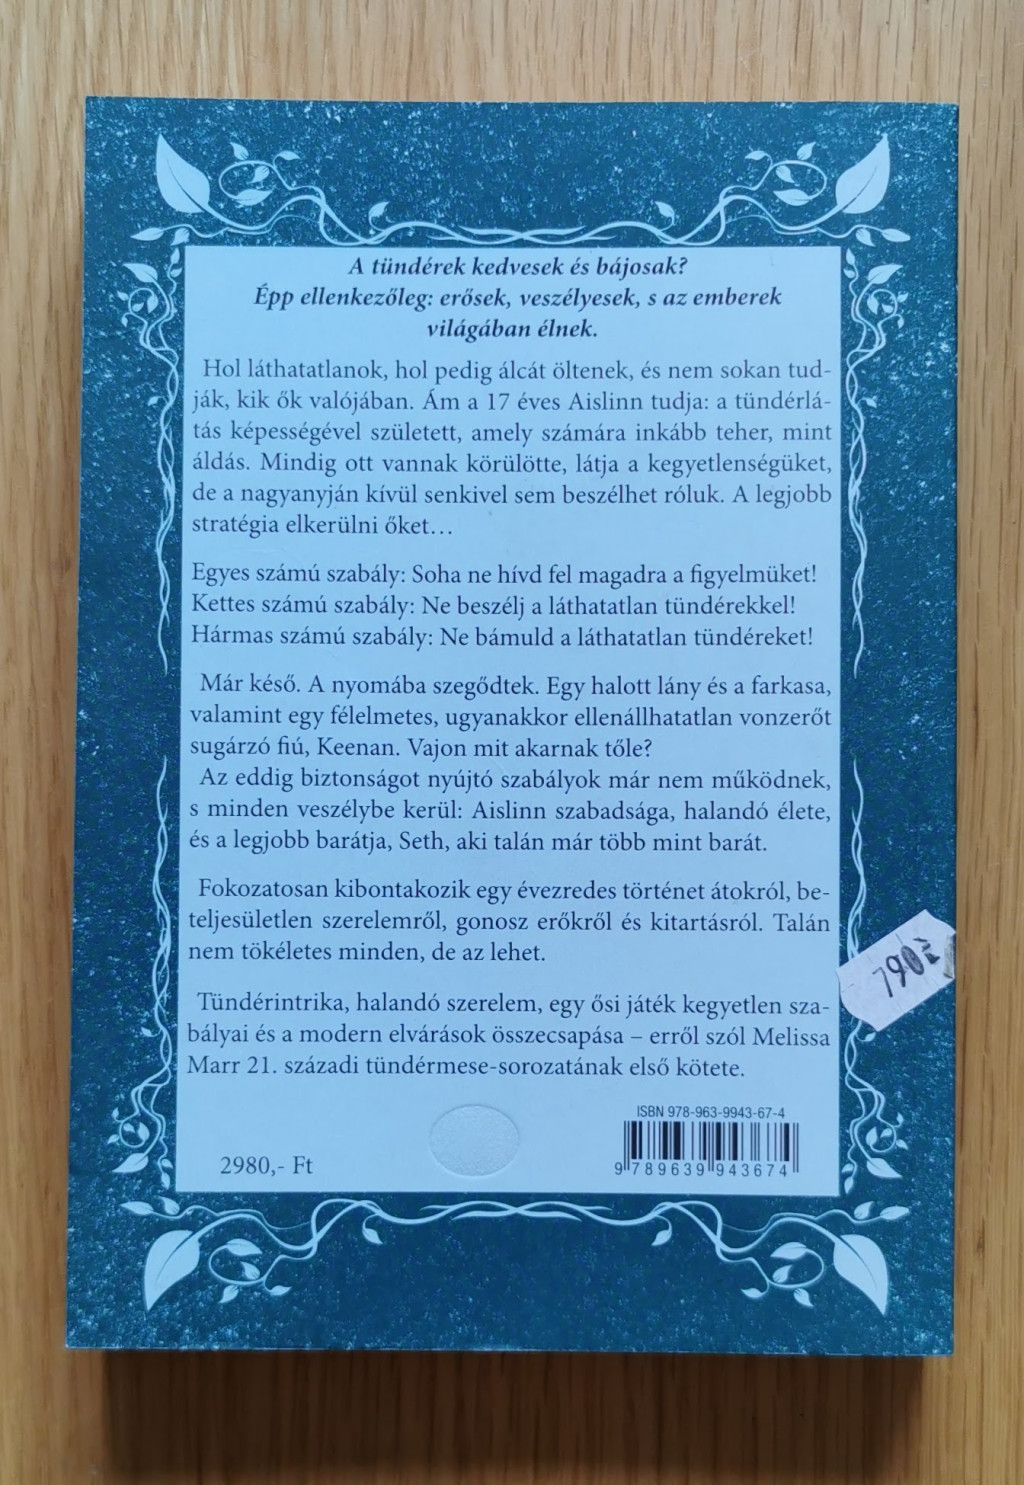 A tündérek kedvesek és bájosak?
Épp ellenkezőleg: erősek, veszélyesek, s az emberek
világában élnek.
Hol láthatatlanok, hol pedig álcát öltenek, és nem sokan tud-
ják, kik ők valójában. Ám a 17 éves Aislinn tudja: a tündérlá-
tás képességével született, amely számára inkább teher, mint
áldás. Mindig ott vannak körülötte, látja a kegyetlenségüket,
de a nagyanyján kívül senkivel sem beszélhet róluk. A legjobb
stratégia elkerülni őket...
Egyes számú szabály: Soha ne hívd fel magadra a figyelmüket!
Kettes számú szabály: Ne beszélj a láthatatlan tündérekkel!
Hármas számú szabály: Ne bámuld a láthatatlan tündéreket!
Már késő. A nyomába szegődtek. Egy halott lány és a farkasa,
valamint egy félelmetes, ugyanakkor ellenállhatatlan vonzerőt
sugárzó fiú, Keenan. Vajon mit akarnak tőle?
Az eddig biztonságot nyújtó szabályok már nem működnek,
s minden veszélybe kerül: Aislinn szabadsága, halandó élete,
és a legjobb barátja, Seth, aki talán már több mint barát.
Fokozatosan kibontakozik egy évezredes történet átokról, be-
teljesületlen szerelemről, gonosz erőkről és kitartásról. Talán
nem tökéletes minden, de az lehet.
790
Tündérintrika, halandó szerelem, egy ősi játék kegyetlen sza-
bályai és a modern elvárások összecsapása – erről szól Melissa
Marr 21. századi tündérmese-sorozatának első kötete.
ISBN 978-963-9943-67-4
2980,- Ft
9 789639 943674